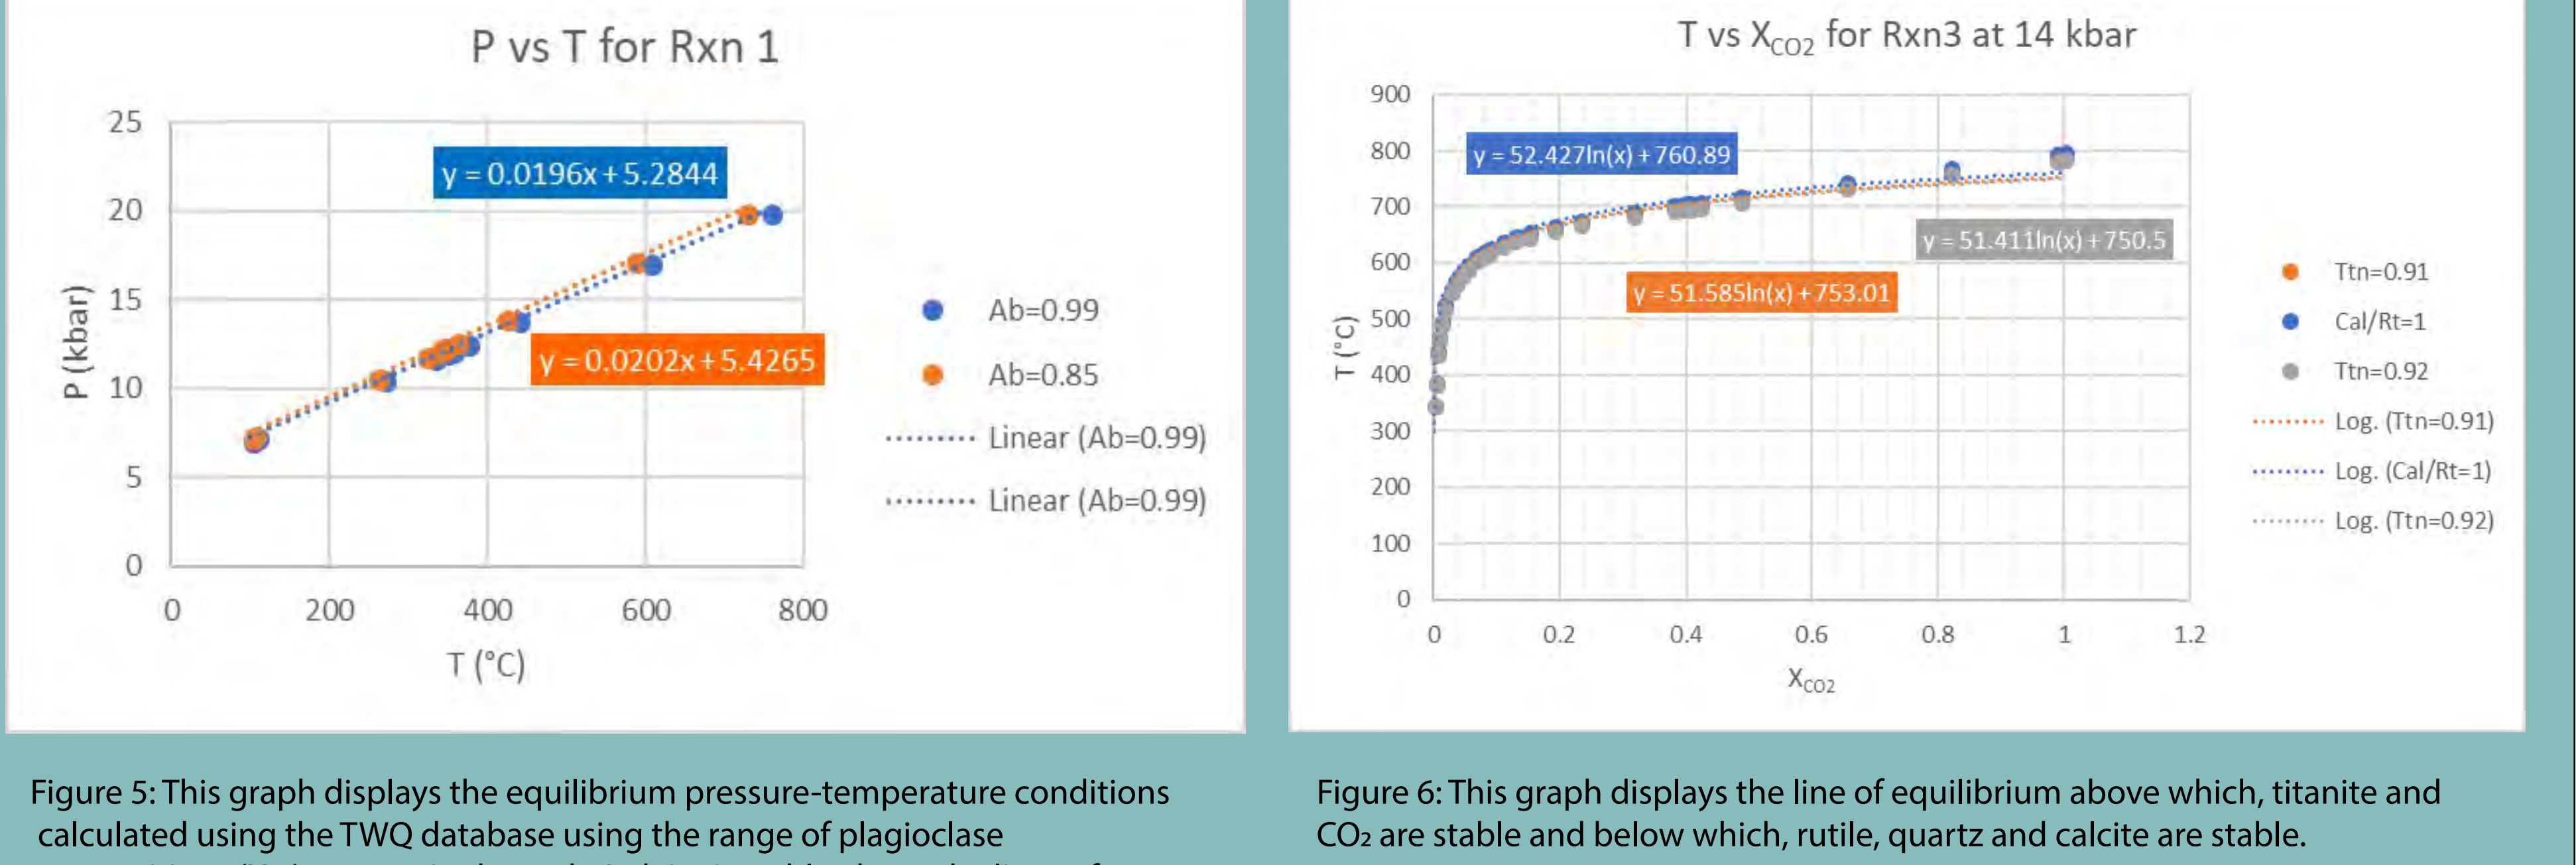 P vs T for Rxn 1
25
20
15
10
5
0
P (kbar)
y = 0.0196x + 5.2844
y = 0.0202x + 5.4265
0 200 400 600 800
T (°C)
Ab=0.99
Ab=0.85
Linear (Ab=0.99)
Linear (Ab=0.99)
Figure 5: This graph displays the equilibrium pressure-temperature conditions
calculated using the TWQ database using the range of plagioclase
T vs XCO2 for Rxn3 at 14 kbar
900
800
700
600
500
400
300
200
100
0
T (°C)
y = 52.427ln(x) + 760.89
y = 51.411ln(x) + 750.5
y = 51.585ln(x) + 753.01
0 0.2 0.4 0.6 0.8 1 1.2
XCO2
Ttn=0.91
Cal/Rt=1
Ttn=0.92
Log. (Ttn=0.91)
Log. (Cal/Rt=1)
Log. (Ttn=0.92)
Figure 6: This graph displays the line of equilibrium above which, titanite and
CO₂ are stable and below which, rutile, quartz and calcite are stable.